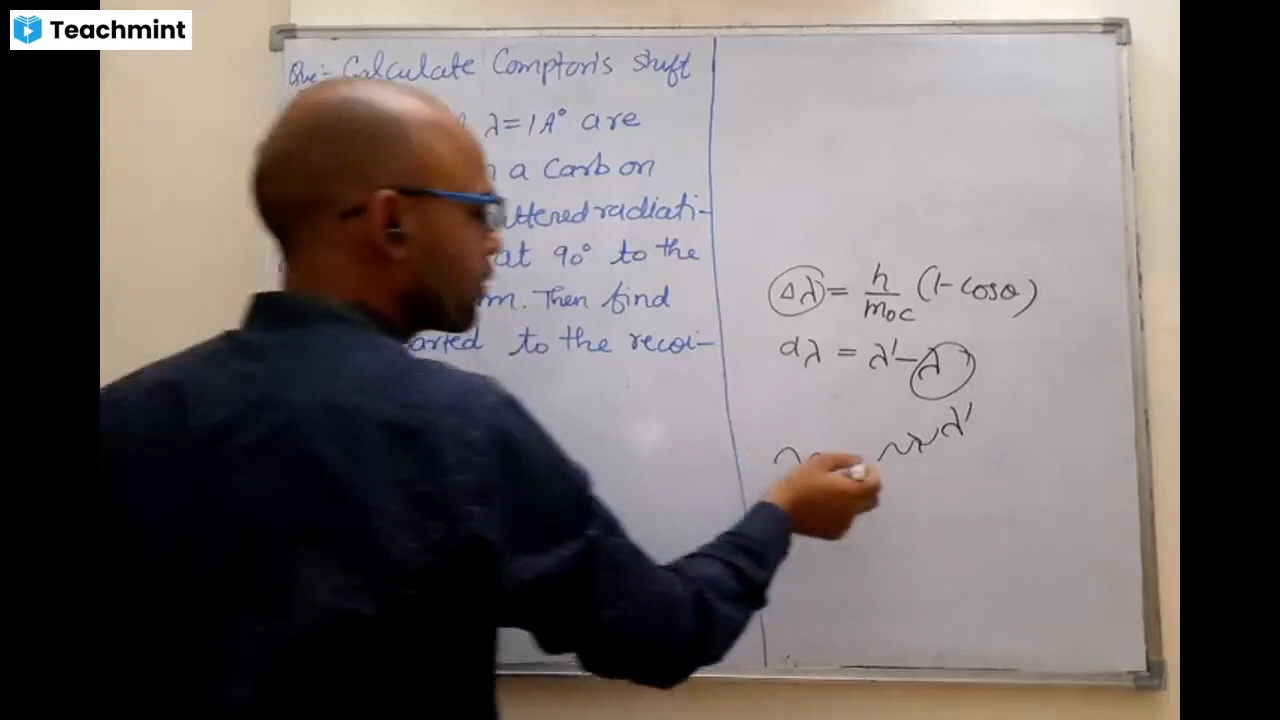 Teachmint
Que:- Calculate Compton's shift
λ=1A° are
a Carbon
ttered radiati-
at 90° to the
m. Then find
arted to the recoi-
Δλ = h/m₀c (1-cosθ)
dλ = λ'-λ
λ'